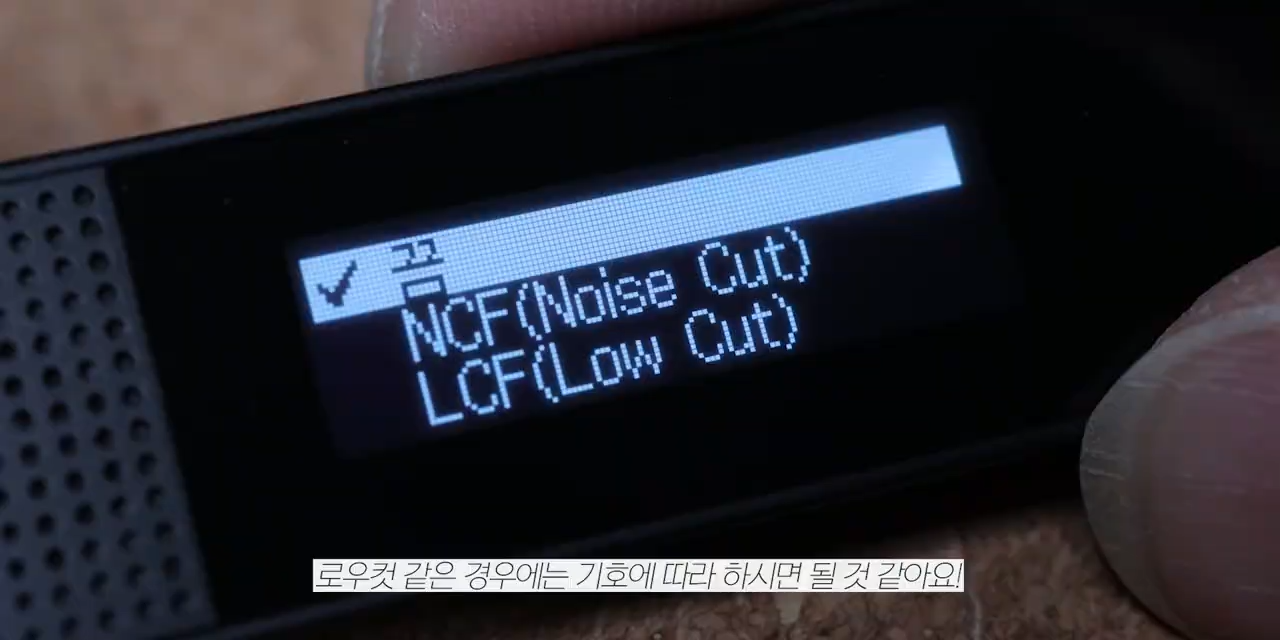 ✓ 끔
NCF(Noise Cut)
LCF(Low Cut)
로우컷 같은 경우에는 기호에 따라 하시면 될 것 같아요!